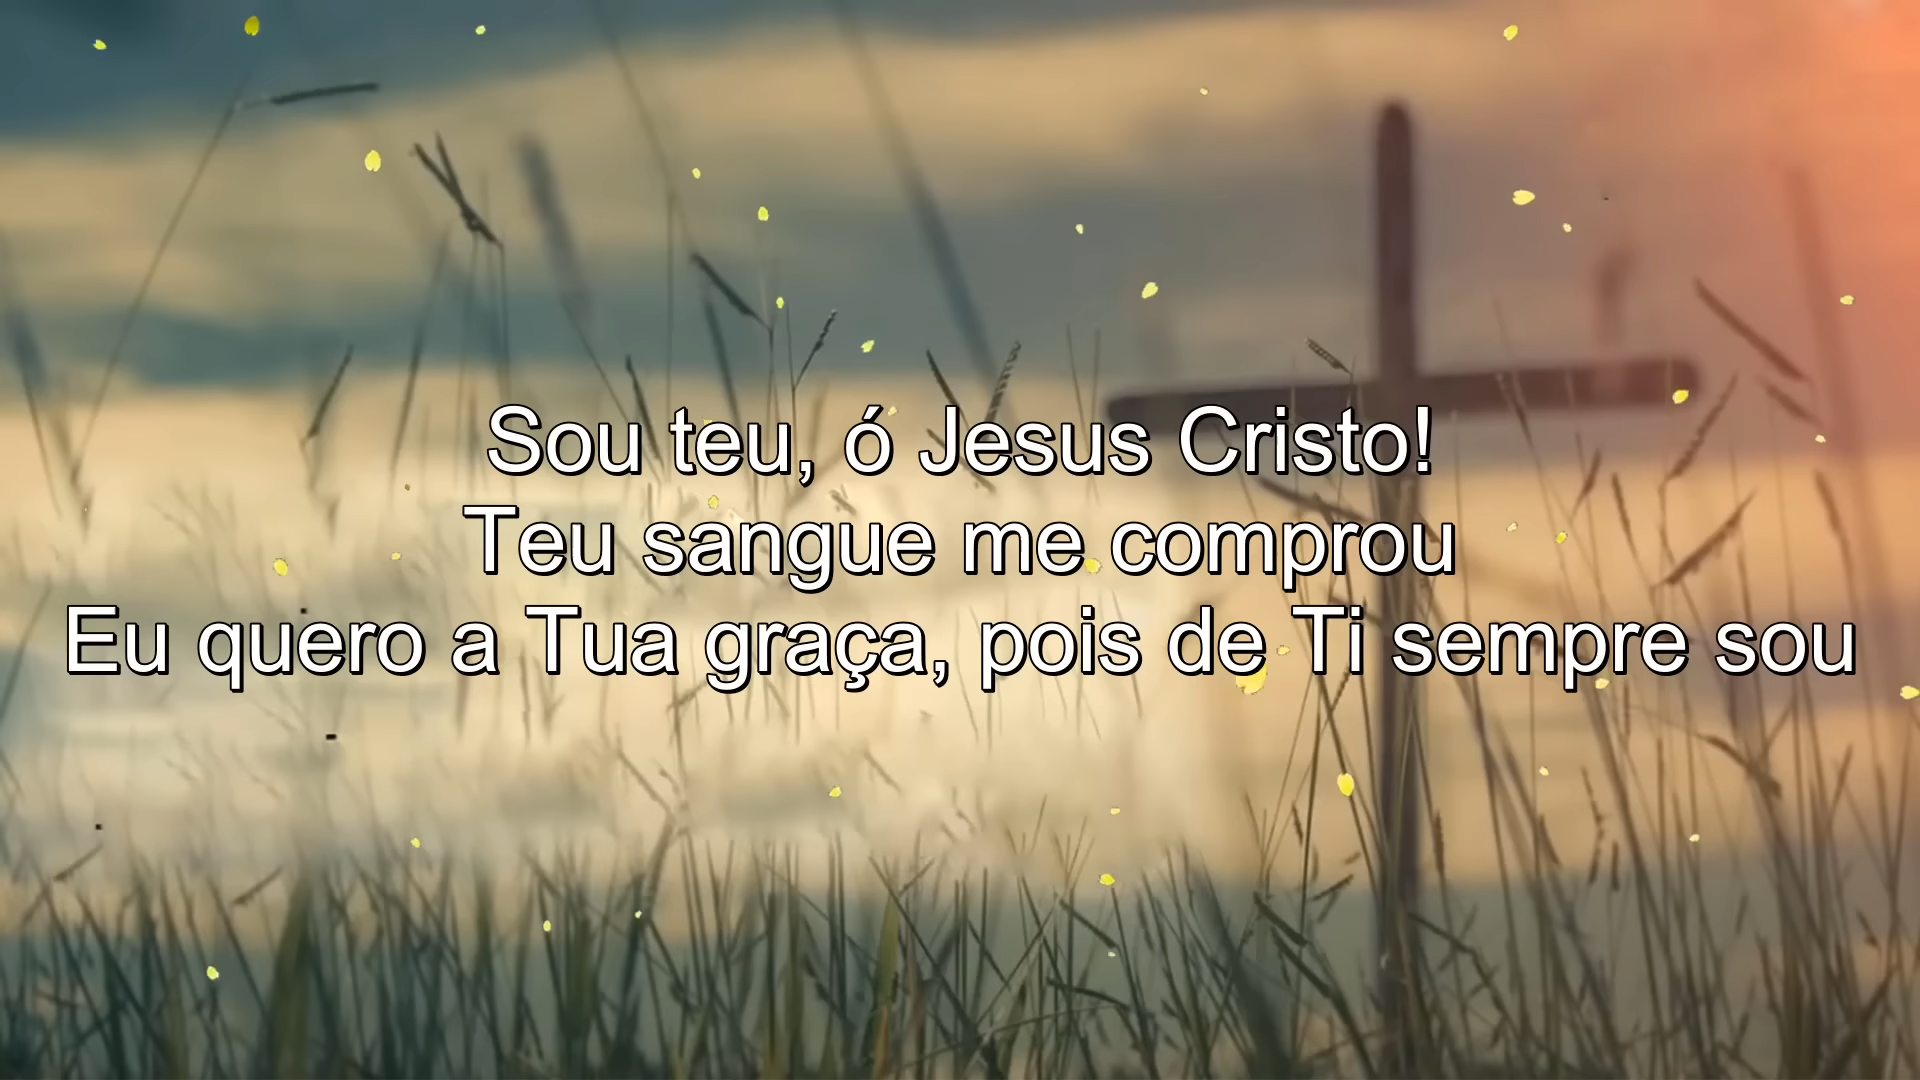 Sou teu, ó Jesus Cristo!
Teu sangue me comprou
Eu quero a Tua graça, pois de Ti sempre sou